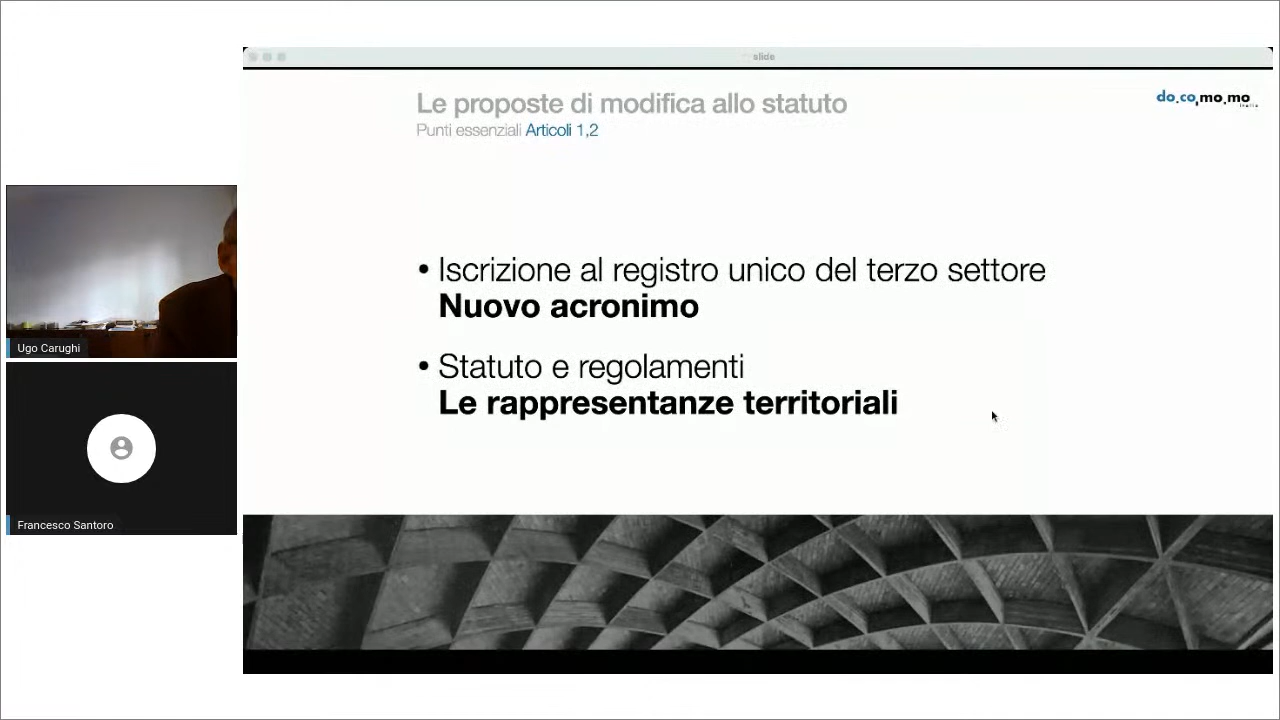 slide
Le proposte di modifica allo statuto
do.co,mo.mo
Punti essenziali Articoli 1,2
• Iscrizione al registro unico del terzo settore
Nuovo acronimo
• Statuto e regolamenti
Le rappresentanze territoriali
Ugo Carughi
Francesco Santoro